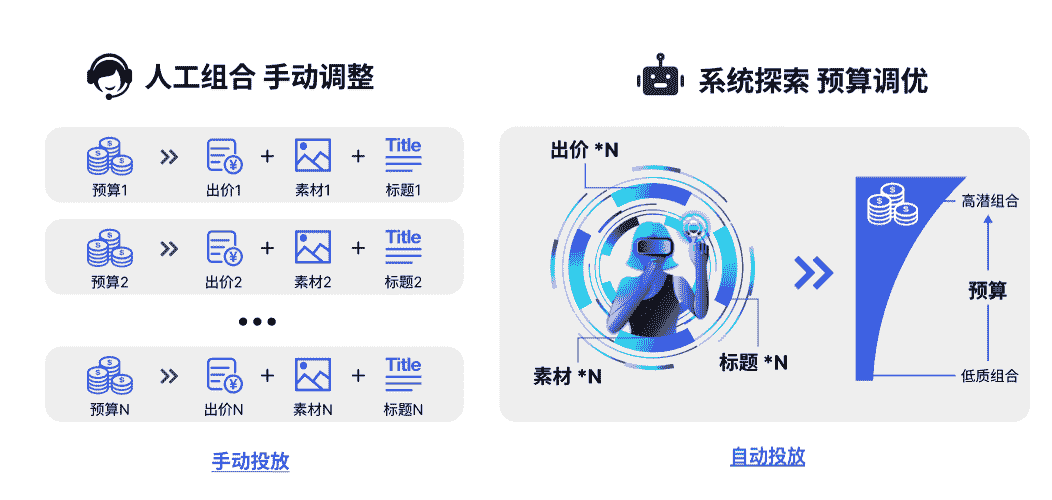 人工组合 手动调整
预算1
出价1
+
素材1
+
Title
标题1
预算2
出价2
+
素材2
+
Title
标题2
•••
预算N
出价N
+
素材N
+
Title
标题N
手动投放
系统探索 预算调优
出价 *N
素材 *N
标题 *N
高潜组合
预算
低质组合
自动投放